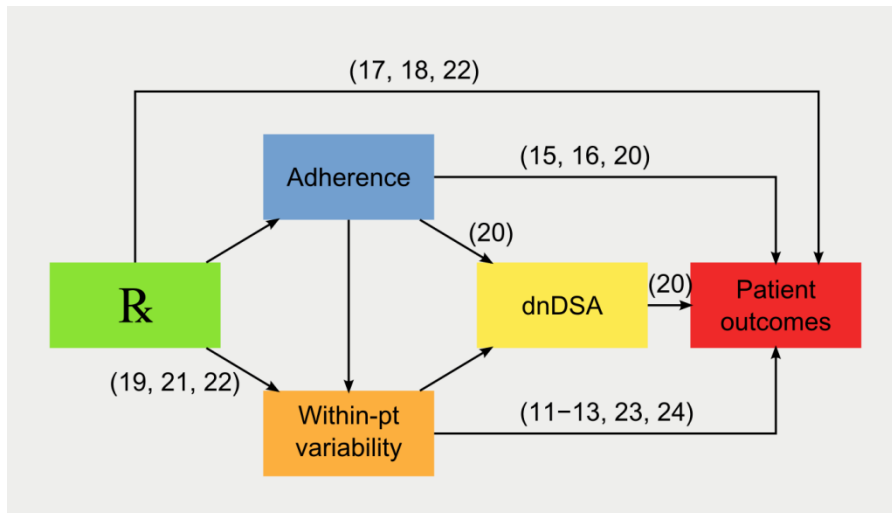 (17, 18, 22)
Adherence
(15, 16, 20)
(20)
℞
dnDSA
(20)
Patient
outcomes
(19, 21, 22)
Within-pt
variability
(11–13, 23, 24)